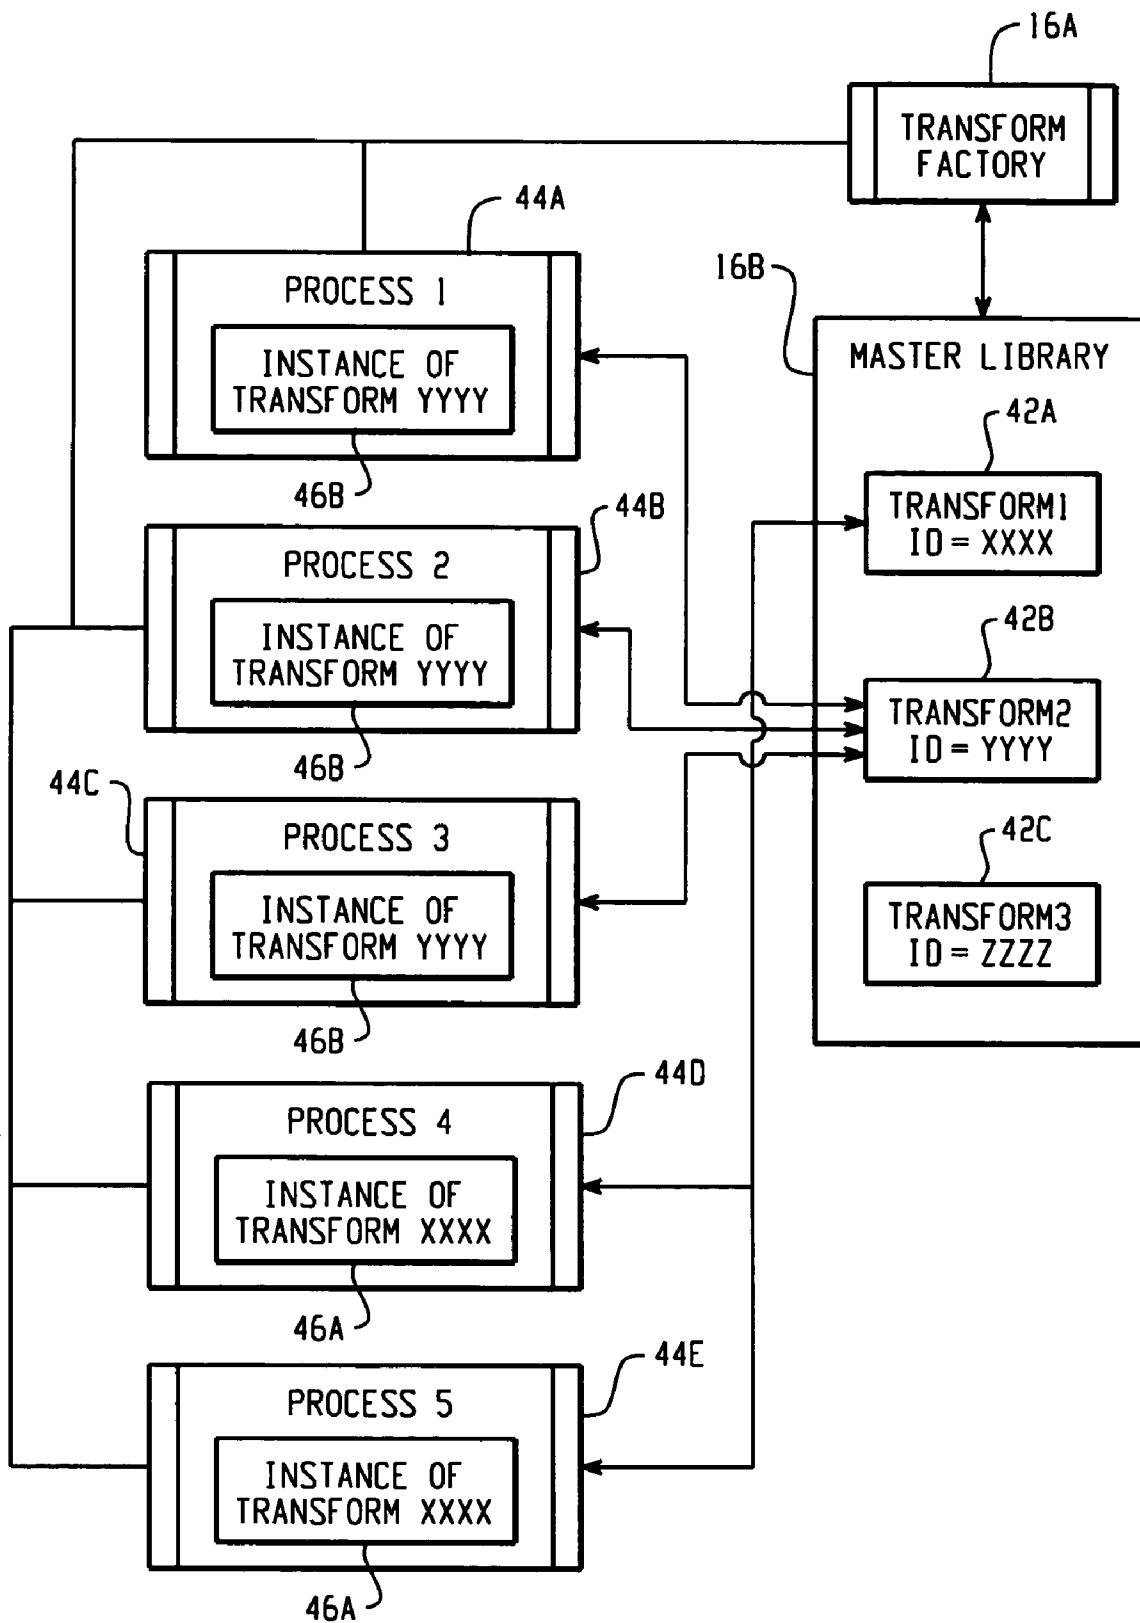 16A
TRANSFORM
FACTORY
44A
PROCESS 1
INSTANCE OF
TRANSFORM YYYY
46B
16B
MASTER LIBRARY
42A
TRANSFORM1
ID = XXXX
42B
TRANSFORM2
ID = YYYY
42C
TRANSFORM3
ID = ZZZZ
44B
PROCESS 2
INSTANCE OF
TRANSFORM YYYY
46B
44C
PROCESS 3
INSTANCE OF
TRANSFORM YYYY
46B
44D
PROCESS 4
INSTANCE OF
TRANSFORM XXXX
46A
44E
PROCESS 5
INSTANCE OF
TRANSFORM XXXX
46A